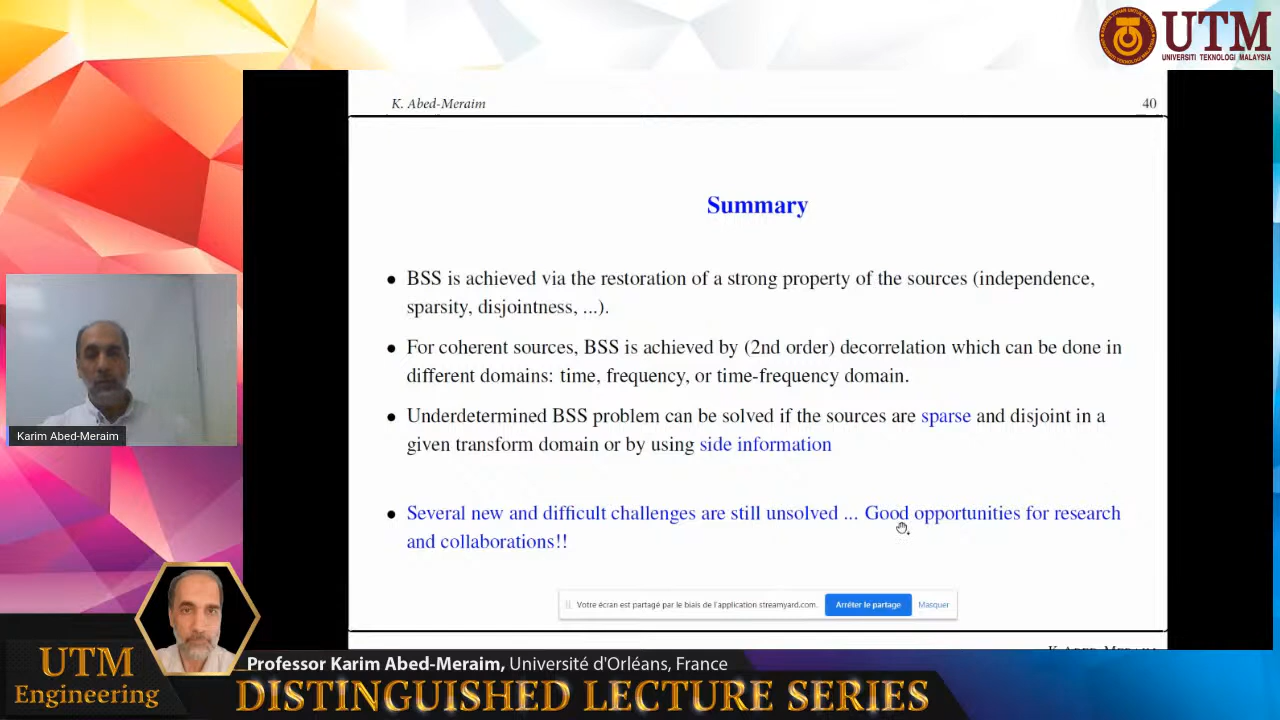 UTM
UNIVERSITI TEKNOLOGI MALAYSIA
K. Abed-Meraim
40
Summary
• BSS is achieved via the restoration of a strong property of the sources (independence,
sparsity, disjointness, ...).
• For coherent sources, BSS is achieved by (2nd order) decorrelation which can be done in
different domains: time, frequency, or time-frequency domain.
• Underdetermined BSS problem can be solved if the sources are sparse and disjoint in a
given transform domain or by using side information
• Several new and difficult challenges are still unsolved ... Good opportunities for research
and collaborations!!
Karim Abed-Meraim
Votre écran est partagé par le biais de l'application streamyard.com.
Arrêter le partage
Masquer
UTM
Engineering
Professor Karim Abed-Meraim, Université d'Orléans, France
DISTINGUISHED LECTURE SERIES